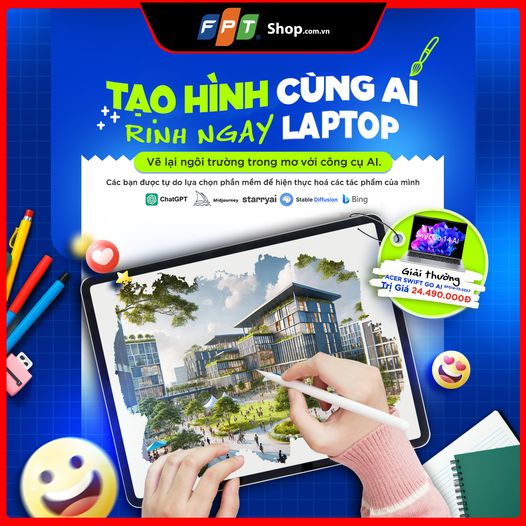 FPT Shop.com.vn
TẠO HÌNH CÙNG AI
RINH NGAY LAPTOP
Vẽ lại ngôi trường trong mơ với công cụ AI.
Các bạn được tự do lựa chọn phần mềm để hiện thực hoá các tác phẩm của mình
ChatGPT Midjourney starryai Stable Diffusion Bing
Giải thưởng
ACER SWIFT GO AI
Trị Giá 24.490.000Đ